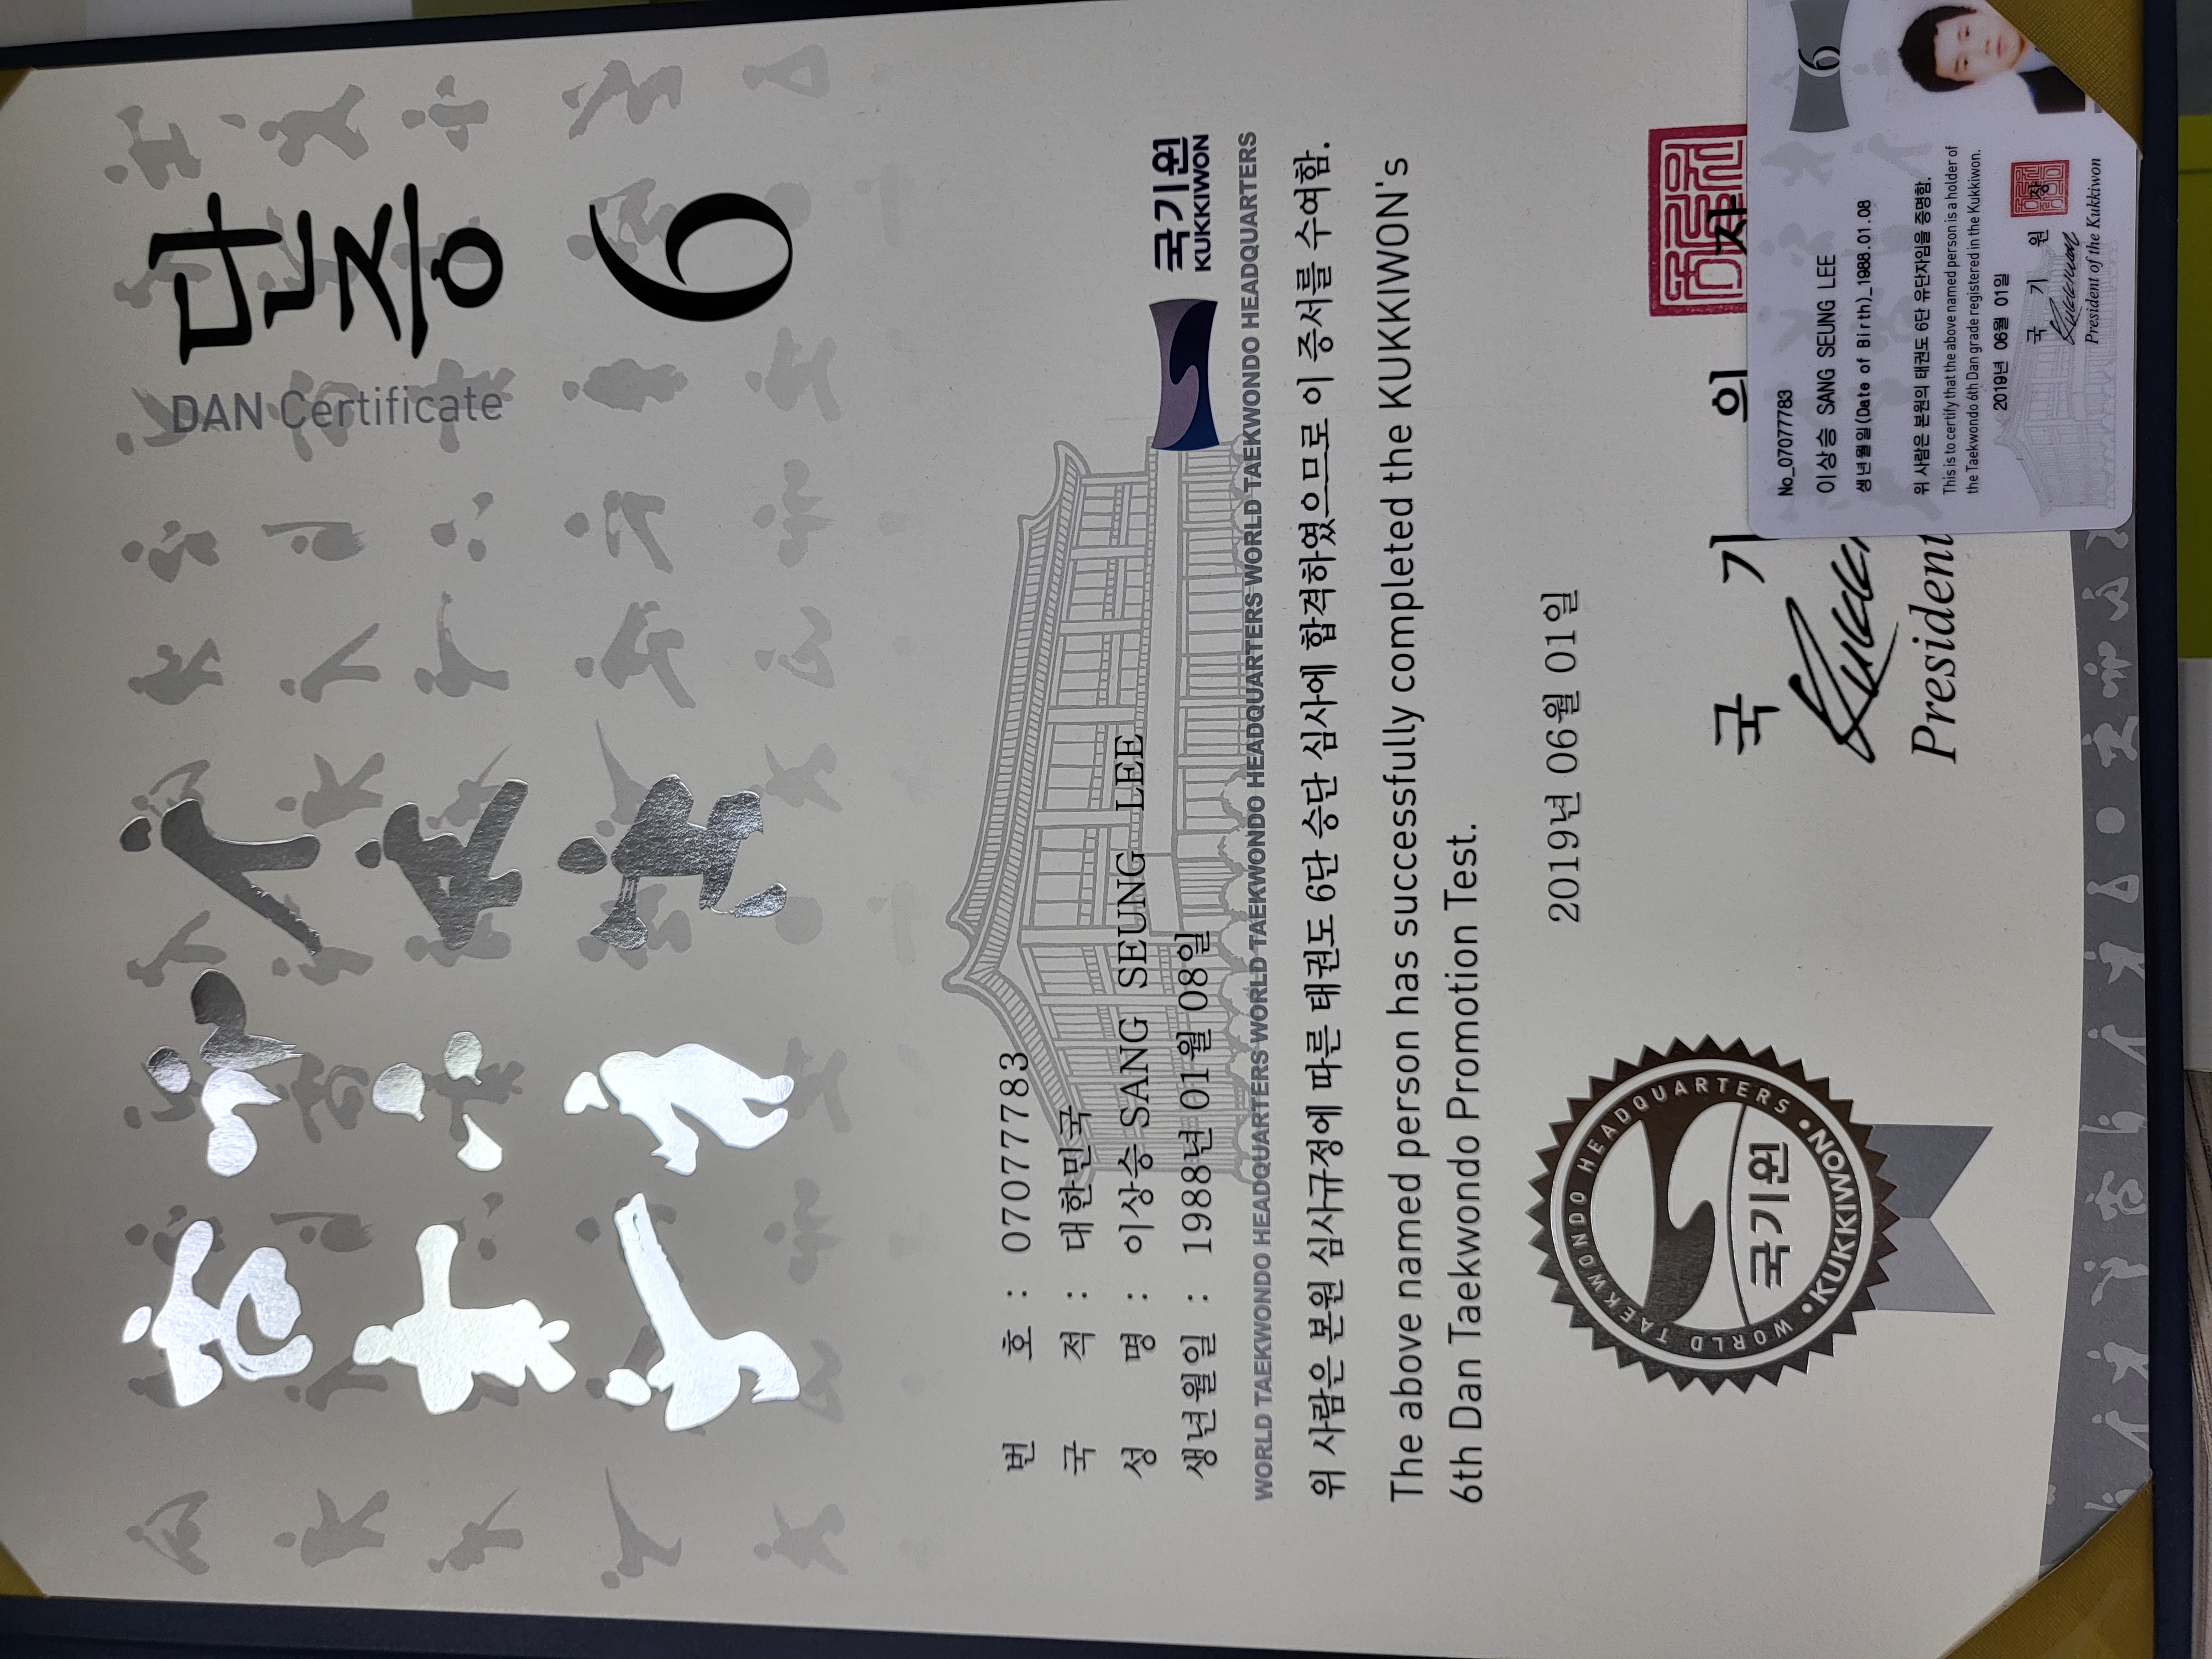 단증
DAN Certificate
6
국기원
KUKKIWON
번 호 : 07077783
국 적 : 대한민국
성 명 : 이상승 SANG SEUNG LEE
생년월일 : 1988년 01월 08일
WORLD TAEKWONDO HEADQUARTERS WORLD TAEKWONDO HEADQUARTERS WORLD TAEKWONDO HEADQUARTERS WORLD TAEKWONDO HEADQUARTERS
위 사람은 본원 심사규정에 따른 태권도 6단 승단 심사에 합격하였으므로 이 증서를 수여함.
The above named person has successfully completed the KUKKIWON's
6th Dan Taekwondo Promotion Test.
2019년 06월 01일
국 기
President
WORLD TAEKWONDO HEADQUARTERS
국기원
KUKKIWON
6
No_07077783
이상승 SANG SEUNG LEE
생년월일(Date of Birth)_1988.01.08
위 사람은 본원의 태권도 6단 유단자임을 증명함.
This is to certify that the above named person is a holder of
the Taekwondo 6th Dan grade registered in the Kukkiwon.
2019년 06월 01일
국 기 원 장
President of the Kukkiwon